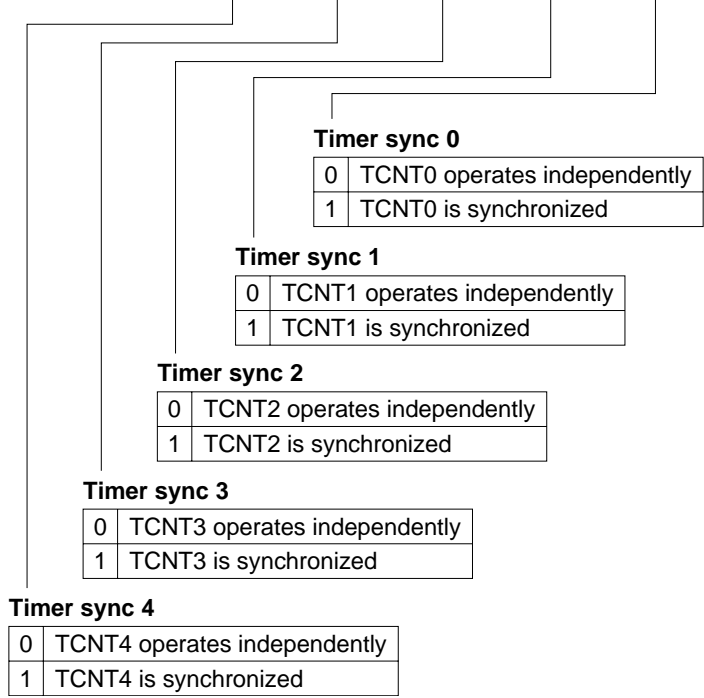 Timer sync 0
0 TCNT0 operates independently
1 TCNT0 is synchronized
Timer sync 1
0 TCNT1 operates independently
1 TCNT1 is synchronized
Timer sync 2
0 TCNT2 operates independently
1 TCNT2 is synchronized
Timer sync 3
0 TCNT3 operates independently
1 TCNT3 is synchronized
Timer sync 4
0 TCNT4 operates independently
1 TCNT4 is synchronized